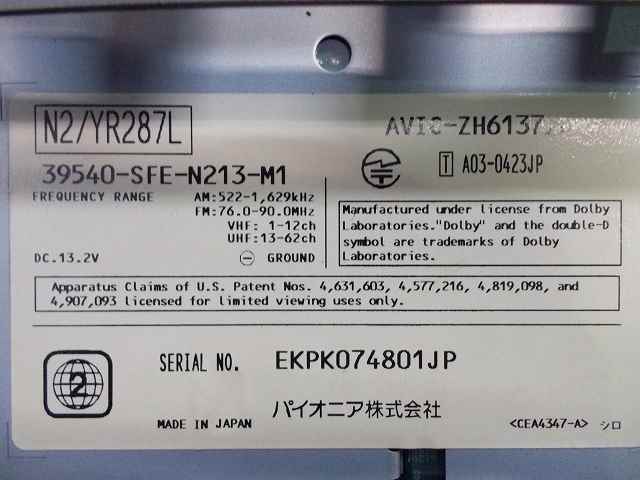 N2/YR287L
AVIC-ZH6137
39540-SFE-N213-M1
T A03-0423JP
FREQUENCY RANGE AM:522-1,629kHz
FM:76.0-90.0MHz
VHF: 1-12ch
UHF:13-62ch
DC.13.2V ⊖ GROUND
Manufactured under license from Dolby
Laboratories."Dolby" and the double-D
symbol are trademarks of Dolby
Laboratories.
Apparatus Claims of U.S. Patent Nos. 4,631,603, 4,577,216, 4,819,098, and
4,907,093 licensed for limited viewing uses only.
2
SERIAL NO. EKPK074801JP
MADE IN JAPAN パイオニア株式会社
<CEA4347-A> シロ